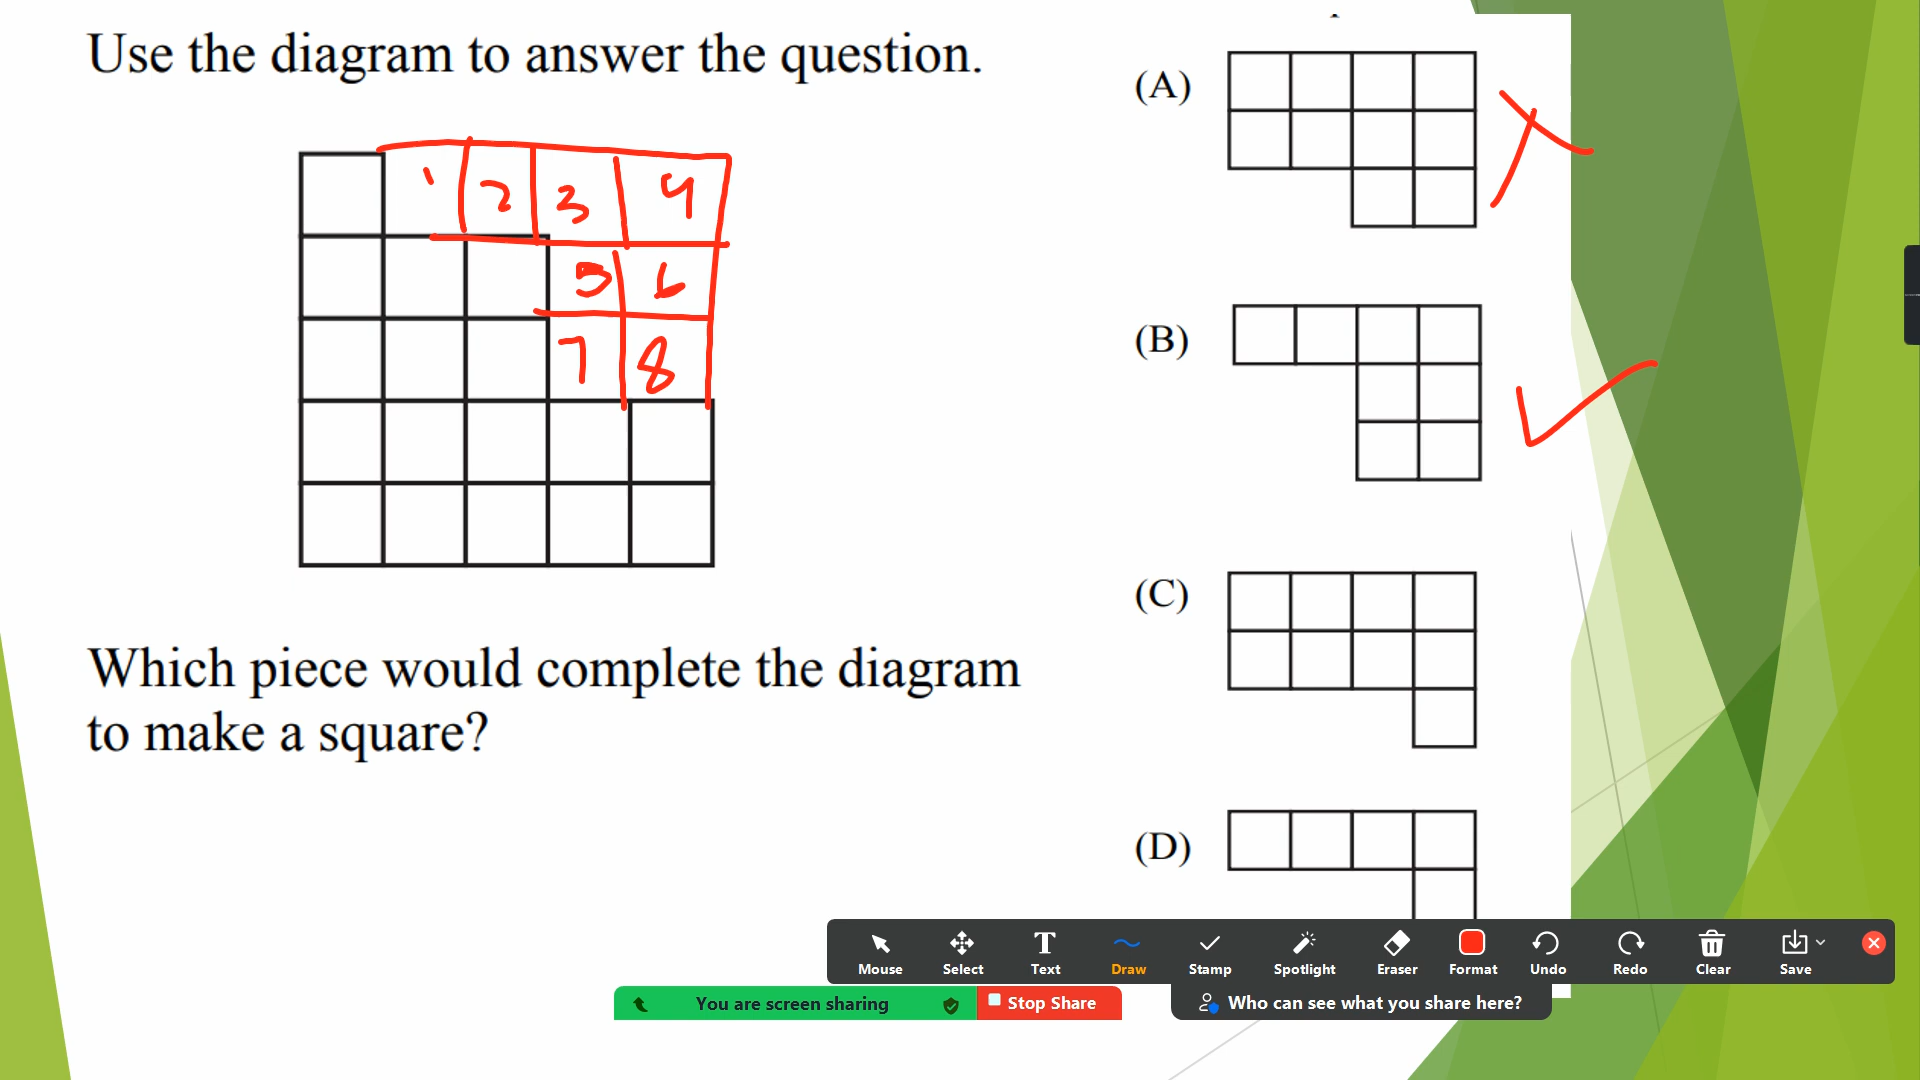 Use the diagram to answer the question.
1 2 3 4
5 6
7 8
Which piece would complete the diagram
to make a square?
(A)
(B)
(C)
(D)
Mouse Select Text Draw Stamp Spotlight Eraser Format Undo Redo Clear Save
You are screen sharing Stop Share Who can see what you share here?